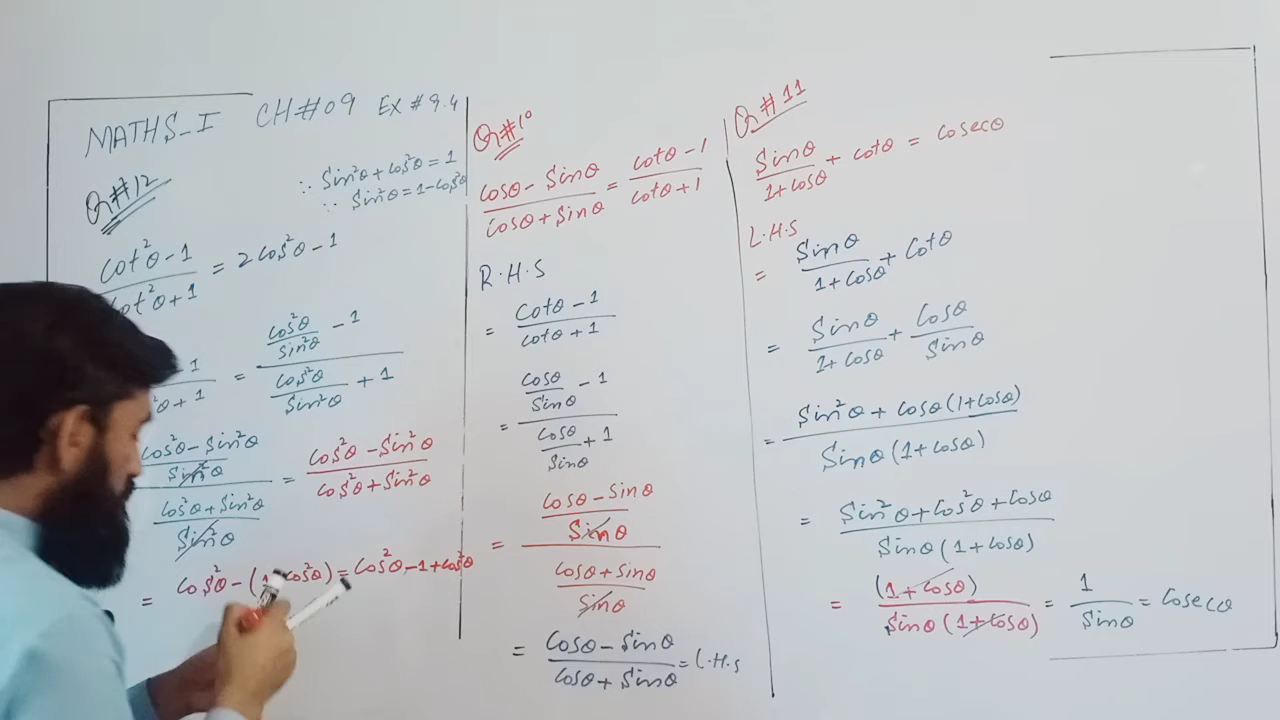 MATHS-I CH#09 EX # 9.4
Q#12
∵ Sin²θ + cos²θ = 1
∵ Sin²θ = 1-cos²θ
cot²θ - 1 / cot²θ + 1 = 2cos²θ - 1
1 / ²θ + 1 = cos²θ/Sin²θ - 1 / cos²θ/Sin²θ + 1
cos²θ - Sin²θ / Sin²θ / cos²θ + Sin²θ / Sin²θ = cos²θ - Sin²θ / cos²θ + Sin²θ
= cos²θ - (1-cos²θ) = cos²θ - 1 + cos²θ
Q#10
cosθ - Sinθ / cosθ + Sinθ = cotθ - 1 / cotθ + 1
R.H.S
= cotθ - 1 / cotθ + 1
= cosθ/Sinθ - 1 / cosθ/Sinθ + 1
= cosθ - Sinθ / Sinθ / cosθ + Sinθ / Sinθ
= cosθ - Sinθ / cosθ + Sinθ = L.H.S
Q#11
Sinθ / 1+cosθ + cotθ = cosecθ
L.H.S
= Sinθ / 1+cosθ + cotθ
= Sinθ / 1+cosθ + cosθ / Sinθ
= Sin²θ + cosθ(1+cosθ) / Sinθ(1+cosθ)
= Sin²θ + cos²θ + cosθ / Sinθ(1+cosθ)
= (1+cosθ) / Sinθ(1+cosθ) = 1 / Sinθ = cosecθ